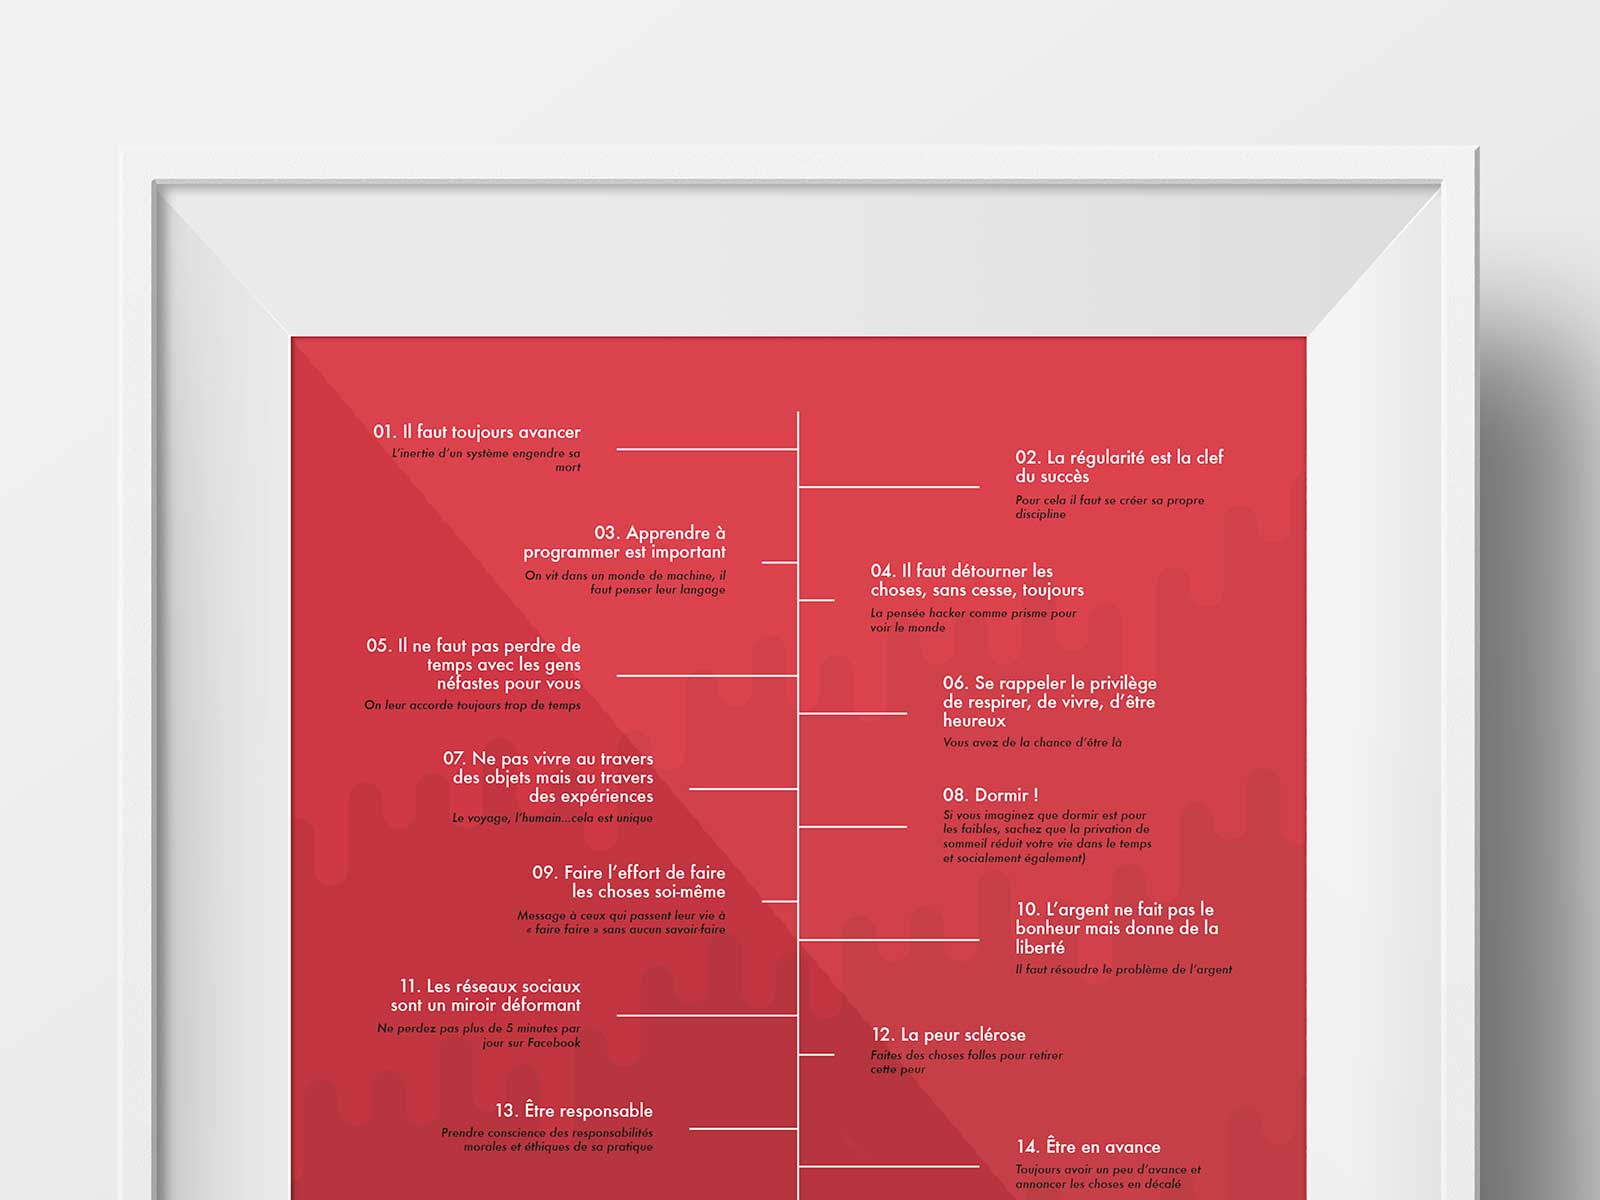 01. Il faut toujours avancer
L'inertie d'un système engendre sa
mort
02. La régularité est la clef
du succès
Pour cela il faut se créer sa propre
discipline
03. Apprendre à
programmer est important
On vit dans un monde de machine, il
faut penser leur langage
04. Il faut détourner les
choses, sans cesse, toujours
La pensée hacker comme prisme pour
voir le monde
05. Il ne faut pas perdre de
temps avec les gens
néfastes pour vous
On leur accorde toujours trop de temps
06. Se rappeler le privilège
de respirer, de vivre, d'être
heureux
Vous avez de la chance d'être là
07. Ne pas vivre au travers
des objets mais au travers
des expériences
Le voyage, l'humain...cela est unique
08. Dormir !
Si vous imaginez que dormir est pour
les faibles, sachez que la privation de
sommeil réduit votre vie dans le temps
et socialement également)
09. Faire l'effort de faire
les choses soi-même
Message à ceux qui passent leur vie à
« faire faire » sans aucun savoir-faire
10. L'argent ne fait pas le
bonheur mais donne de la
liberté
Il faut résoudre le problème de l'argent
11. Les réseaux sociaux
sont un miroir déformant
Ne perdez pas plus de 5 minutes par
jour sur Facebook
12. La peur sclérose
Faites des choses folles pour retirer
cette peur
13. Être responsable
Prendre conscience des responsabilités
morales et éthiques de sa pratique
14. Être en avance
Toujours avoir un peu d'avance et
annoncer les choses en décalé